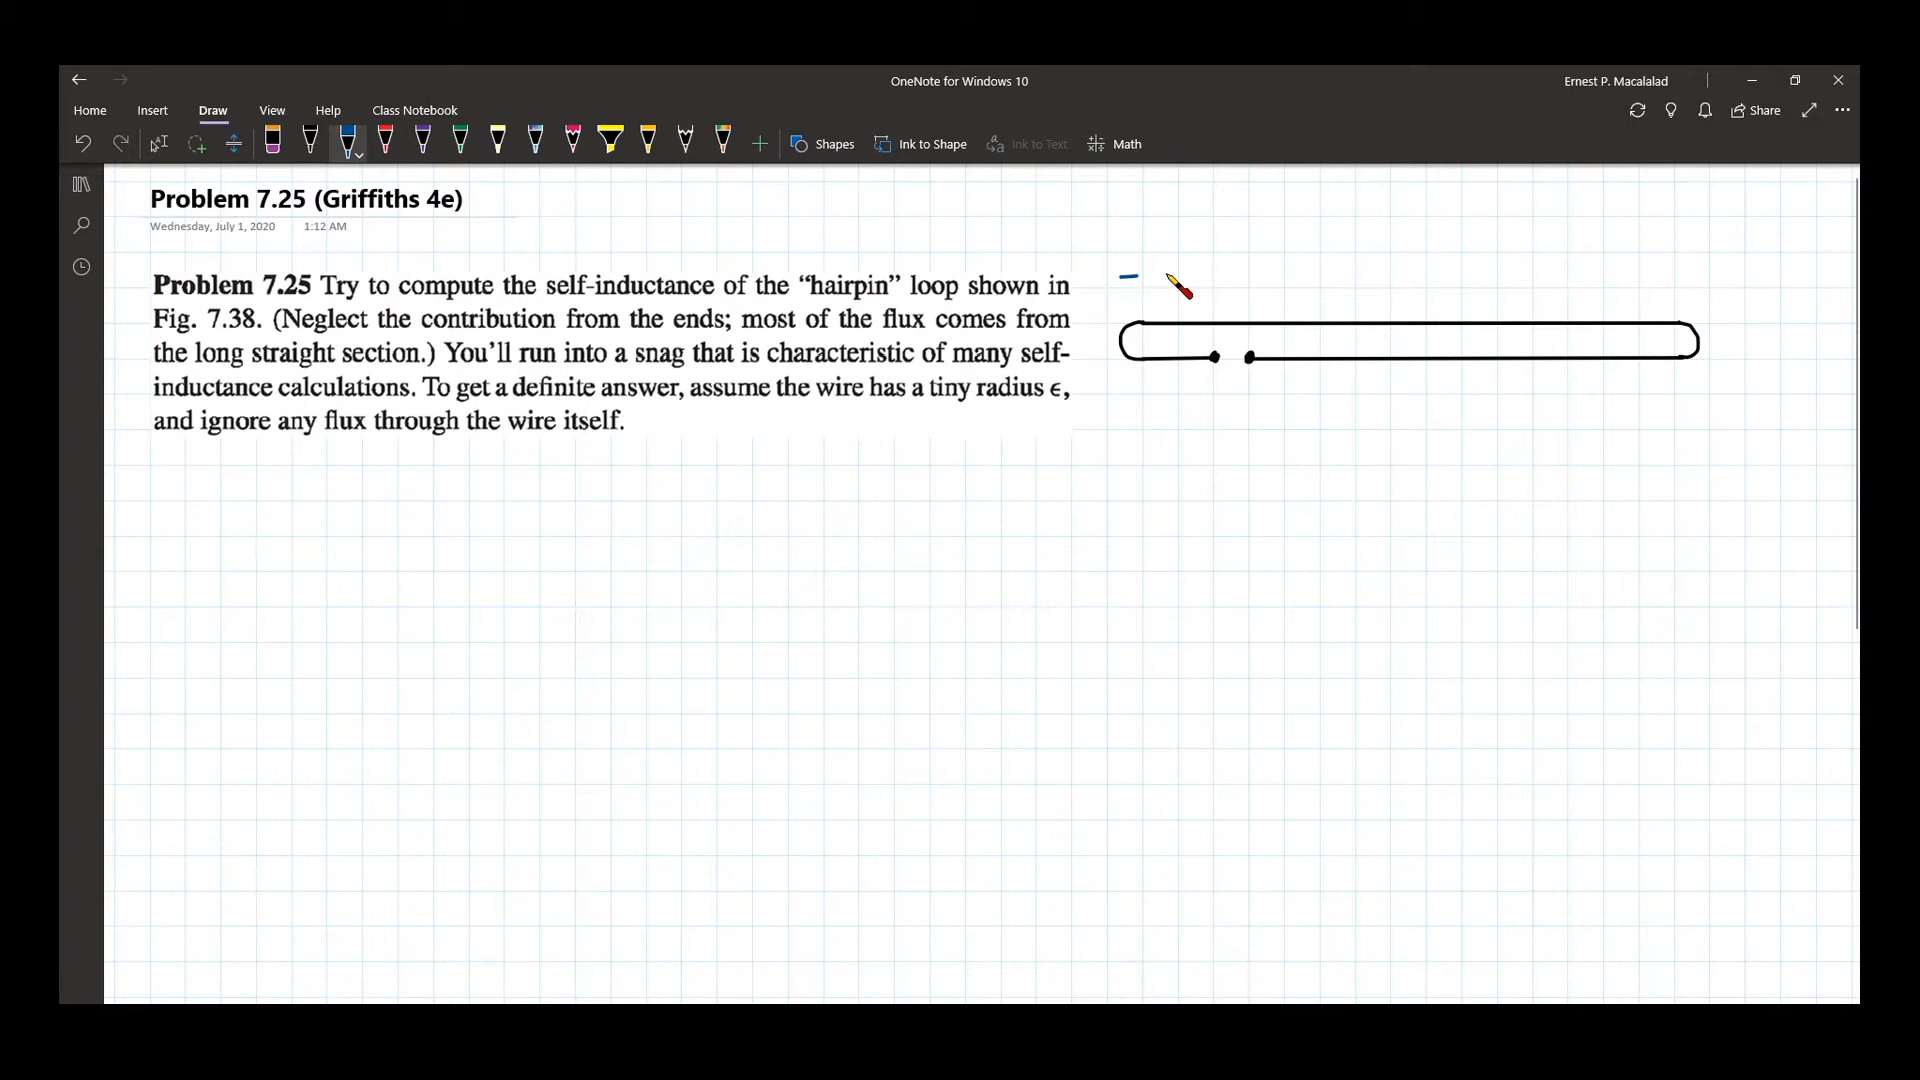 OneNote for Windows 10
Ernest P. Macalalad
Home Insert Draw View Help Class Notebook
Share
Shapes Ink to Shape Ink to Text Math
Problem 7.25 (Griffiths 4e)
Wednesday, July 1, 2020 1:12 AM
Problem 7.25 Try to compute the self-inductance of the “hairpin” loop shown in
Fig. 7.38. (Neglect the contribution from the ends; most of the flux comes from
the long straight section.) You’ll run into a snag that is characteristic of many self-
inductance calculations. To get a definite answer, assume the wire has a tiny radius ϵ,
and ignore any flux through the wire itself.